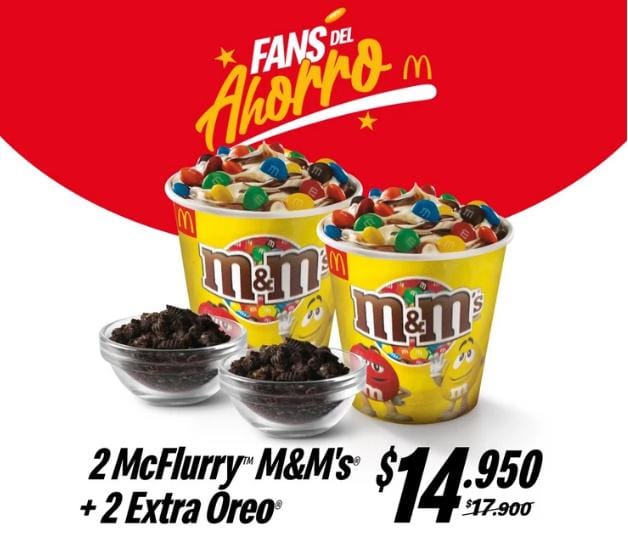 FANS DEL
Ahorro
m&m's
m&m's
2 McFlurry™ M&M's®
+ 2 Extra Oreo®
$14.950
$17.900